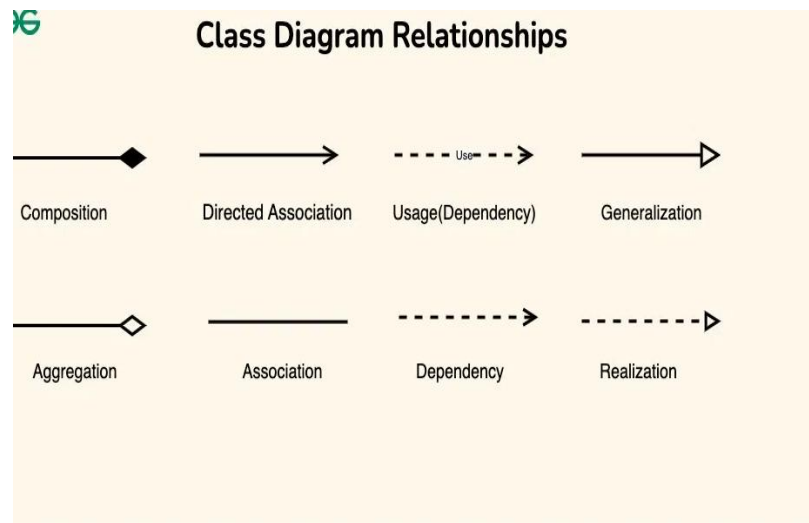 Class Diagram Relationships
Use
Composition
Directed Association
Usage(Dependency)
Generalization
Aggregation
Association
Dependency
Realization